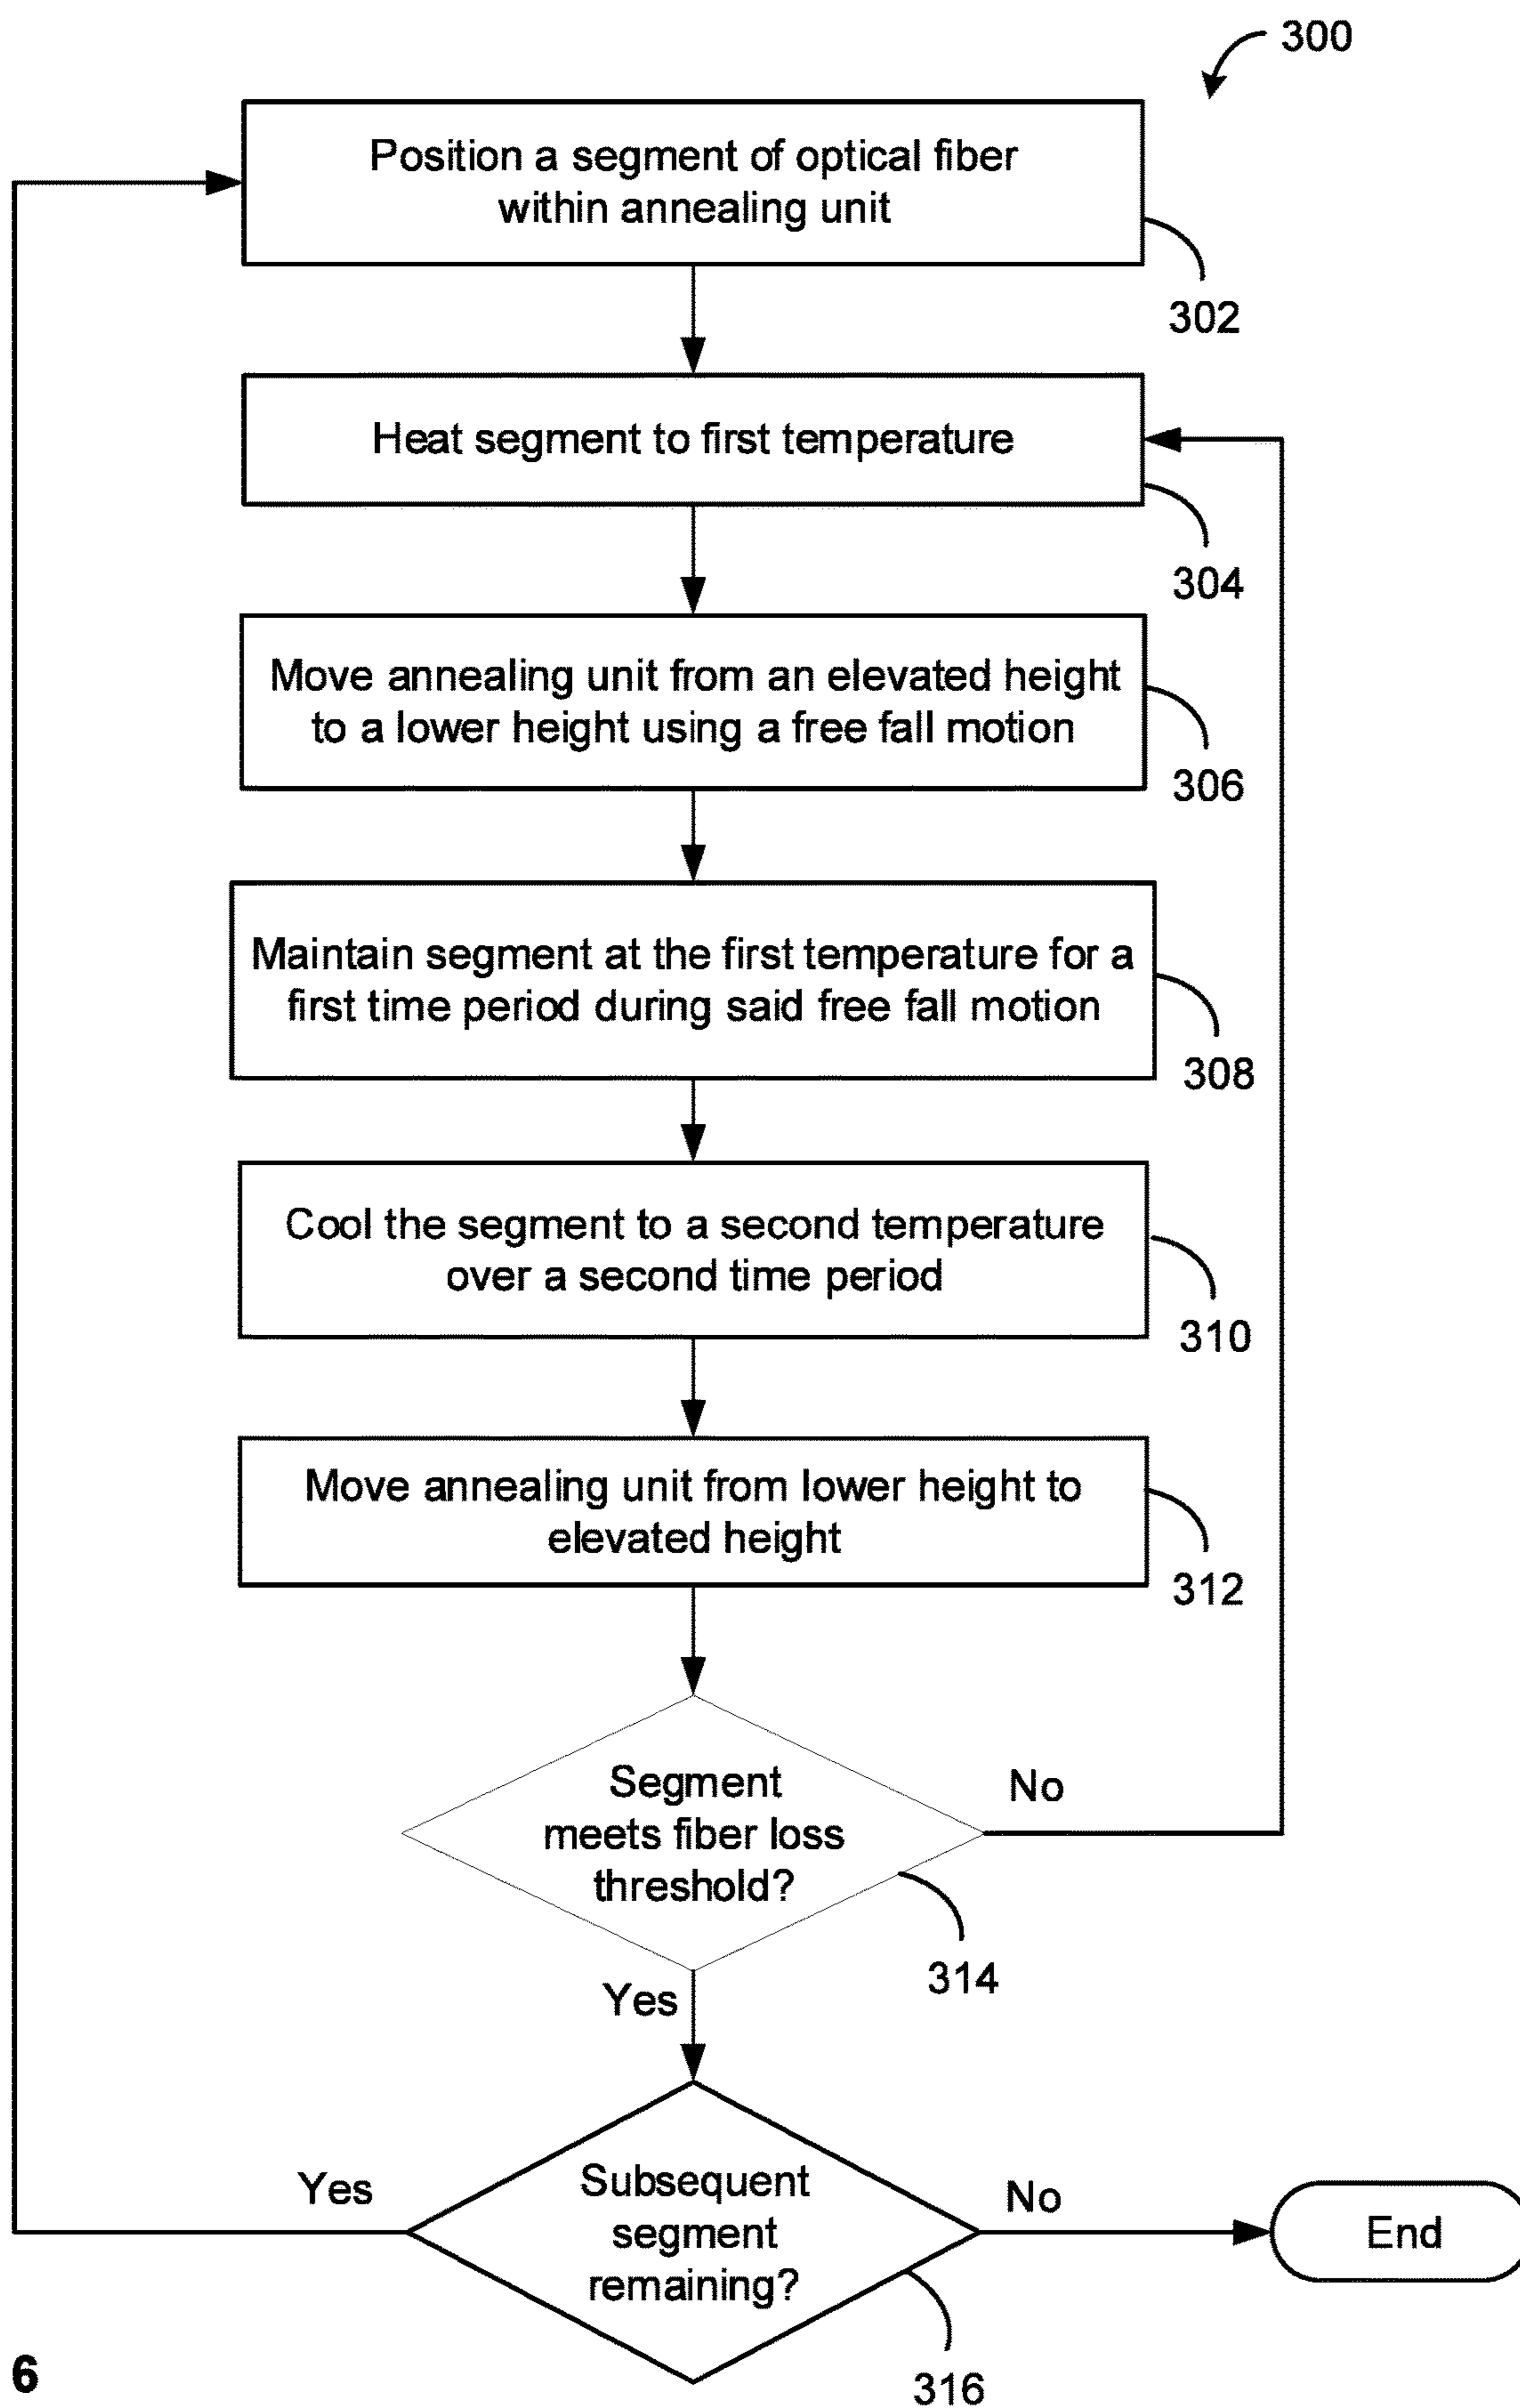 300
Position a segment of optical fiber
within annealing unit
302
Heat segment to first temperature
304
Move annealing unit from an elevated height
to a lower height using a free fall motion
306
Maintain segment at the first temperature for a
first time period during said free fall motion
308
Cool the segment to a second temperature
over a second time period
310
Move annealing unit from lower height to
elevated height
312
Segment
meets fiber loss
threshold?
No
314
Yes
Yes
Subsequent
segment
remaining?
No
End
316
6